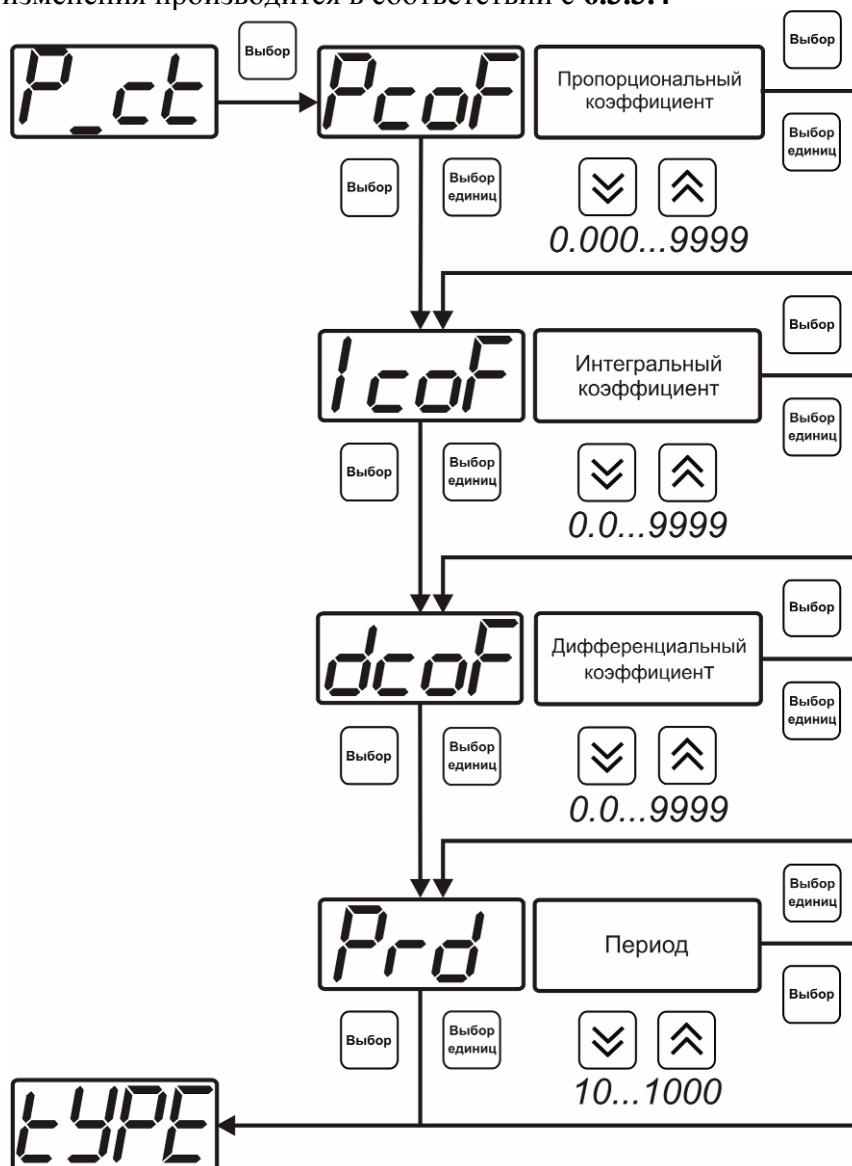 изменения производится в соответствии с 6.3.3.4
P_ct
Выбор
PcoF
Пропорциональный
коэффициент
Выбор
Выбор
единиц
Выбор
Выбор
единиц
0.000...9999
IcoF
Интегральный
коэффициент
Выбор
Выбор
единиц
Выбор
Выбор
единиц
0.0...9999
dcoF
Дифференциальный
коэффициент
Выбор
Выбор
единиц
Выбор
Выбор
единиц
0.0...9999
Prd
Период
Выбор
единиц
Выбор
Выбор
Выбор
единиц
10...1000
tYPE